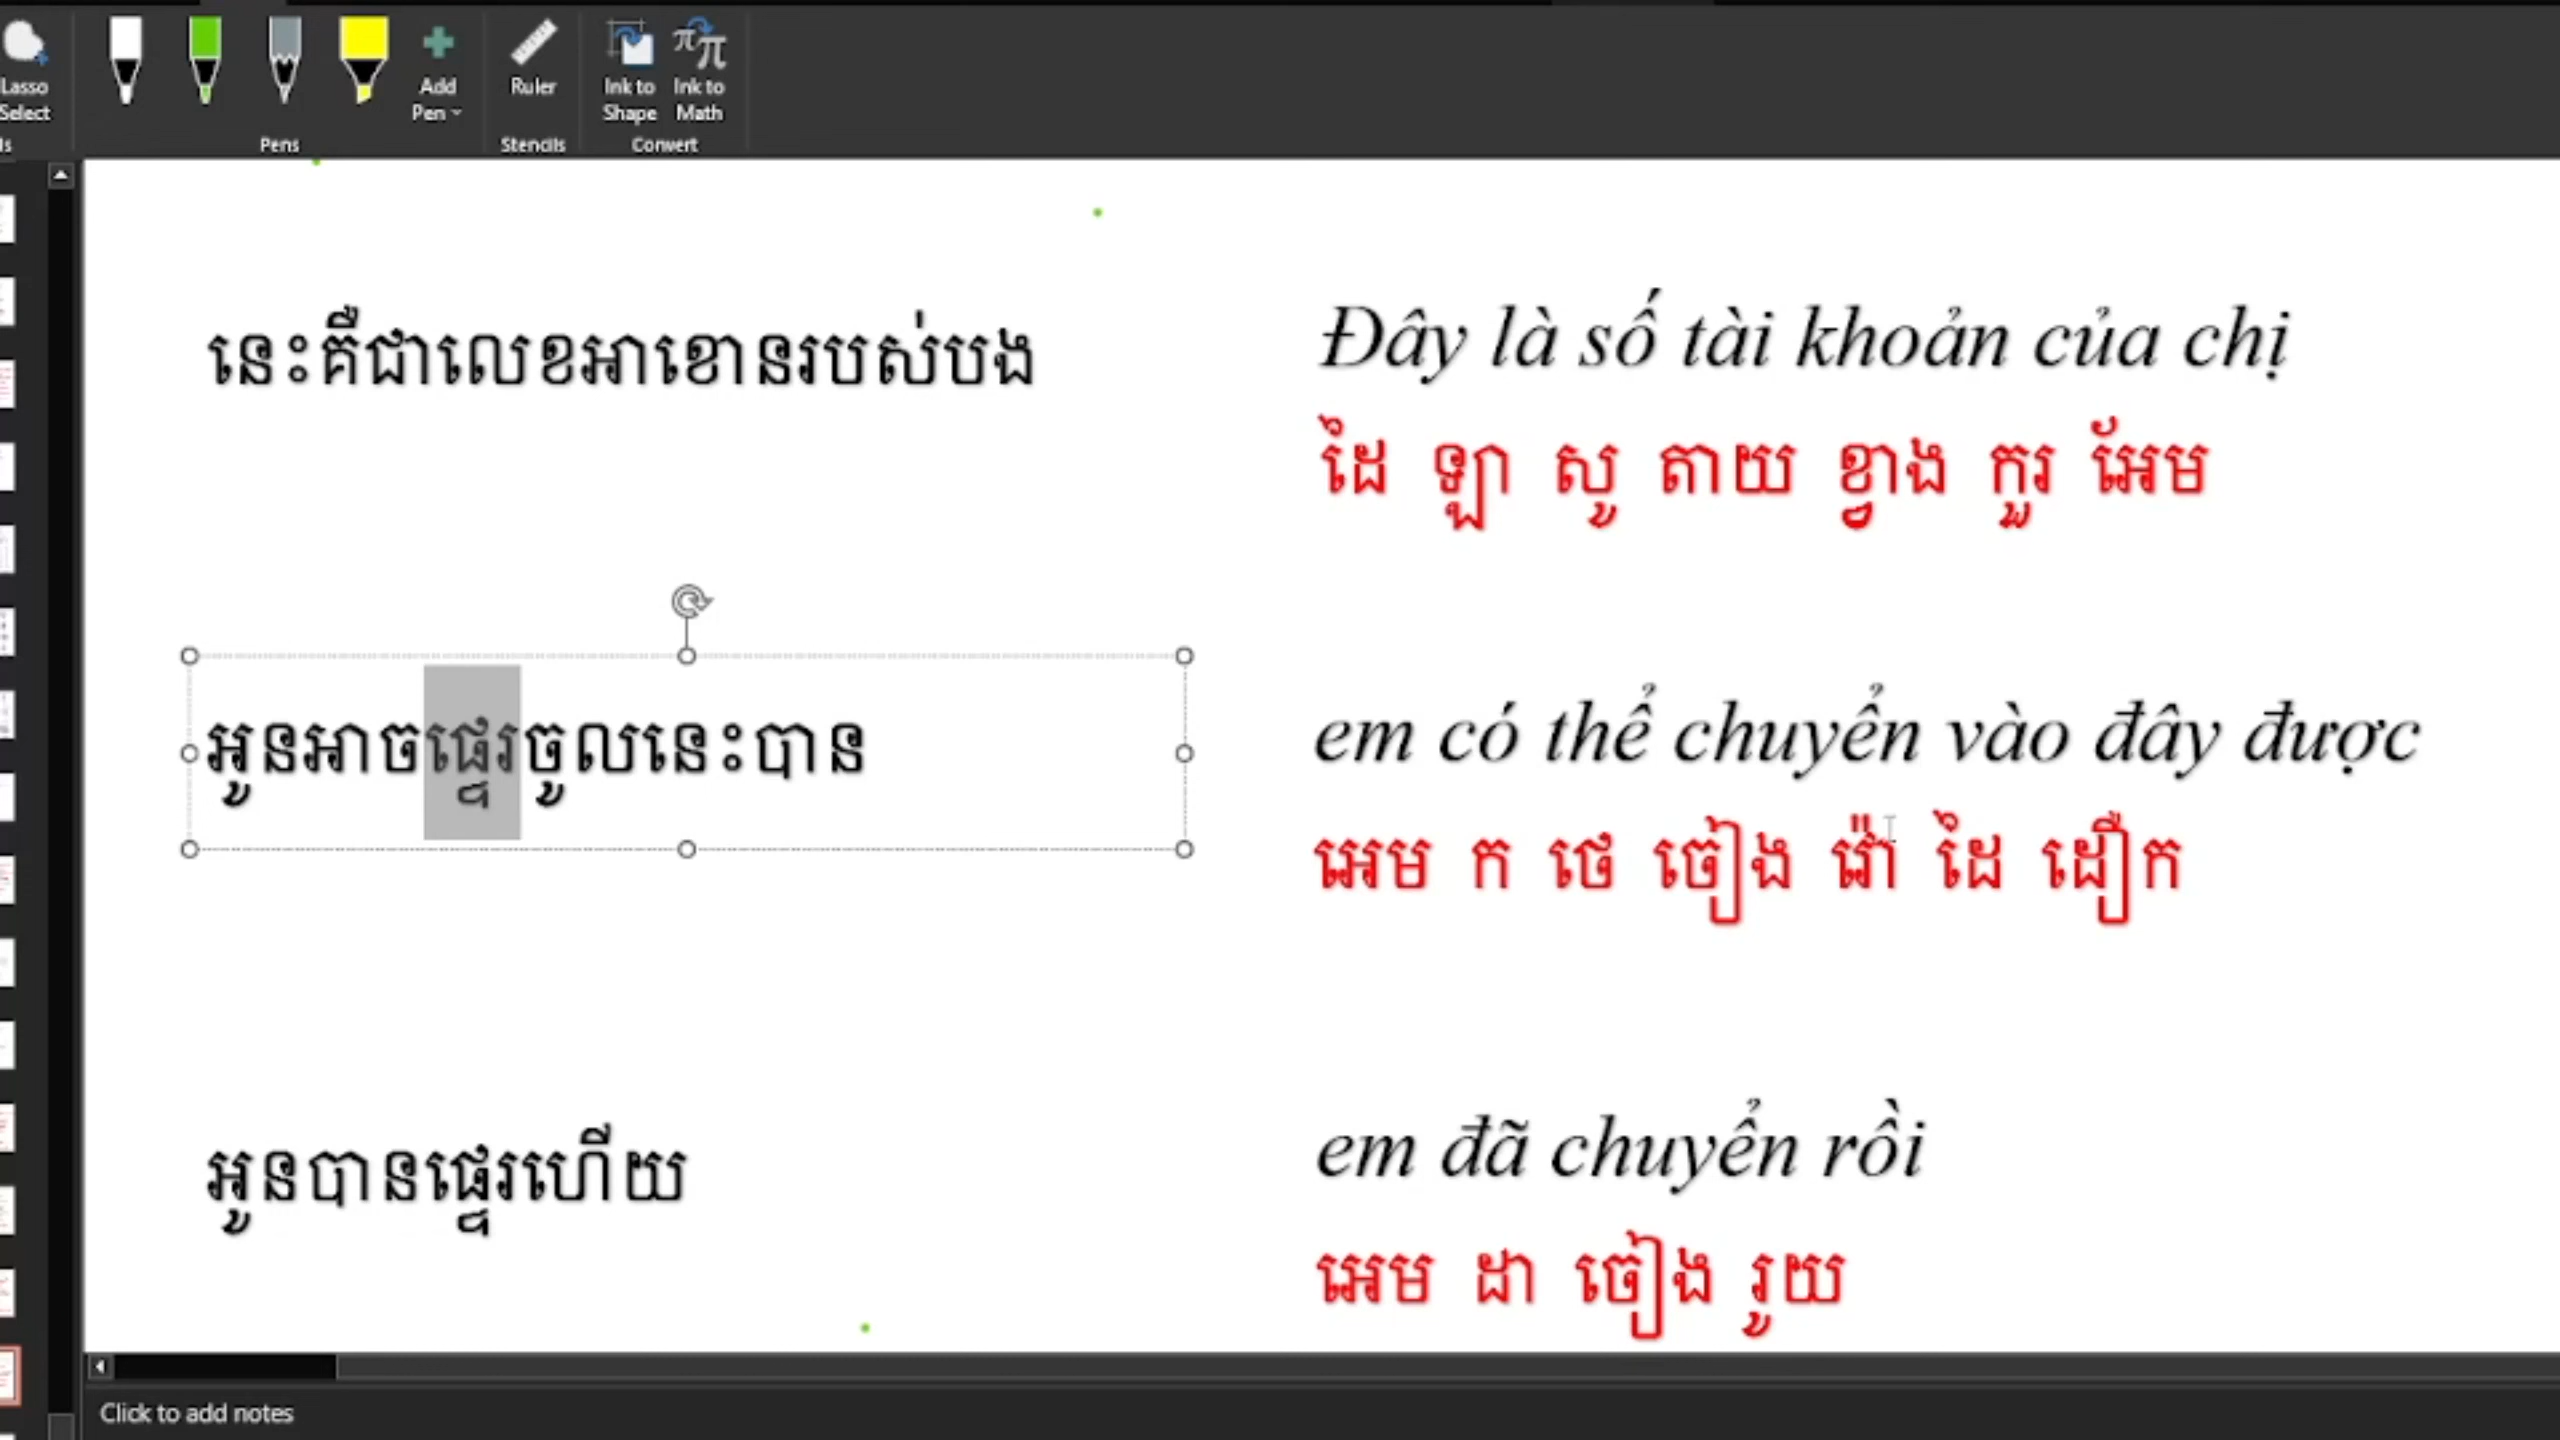 Lasso
Select
Add
Pen
Ruler
Ink to
Shape
Ink to
Math
ls
Pens
Stencils
Convert
នេះគឺជាលេខអាខោនរបស់បង
Đây là số tài khoản của chị
ដៃ ឡា សូ តាយ ខ្វាង កួរ អែម
អូនអាចផ្ទេរចូលនេះបាន
em có thể chuyển vào đây được
អេម ក ថេ ចៀង វ៉ោ ដៃ ដឿក
អូនបានផ្ទេរហើយ
em đã chuyển rồi
អេម ដា ចៀង រូយ
Click to add notes